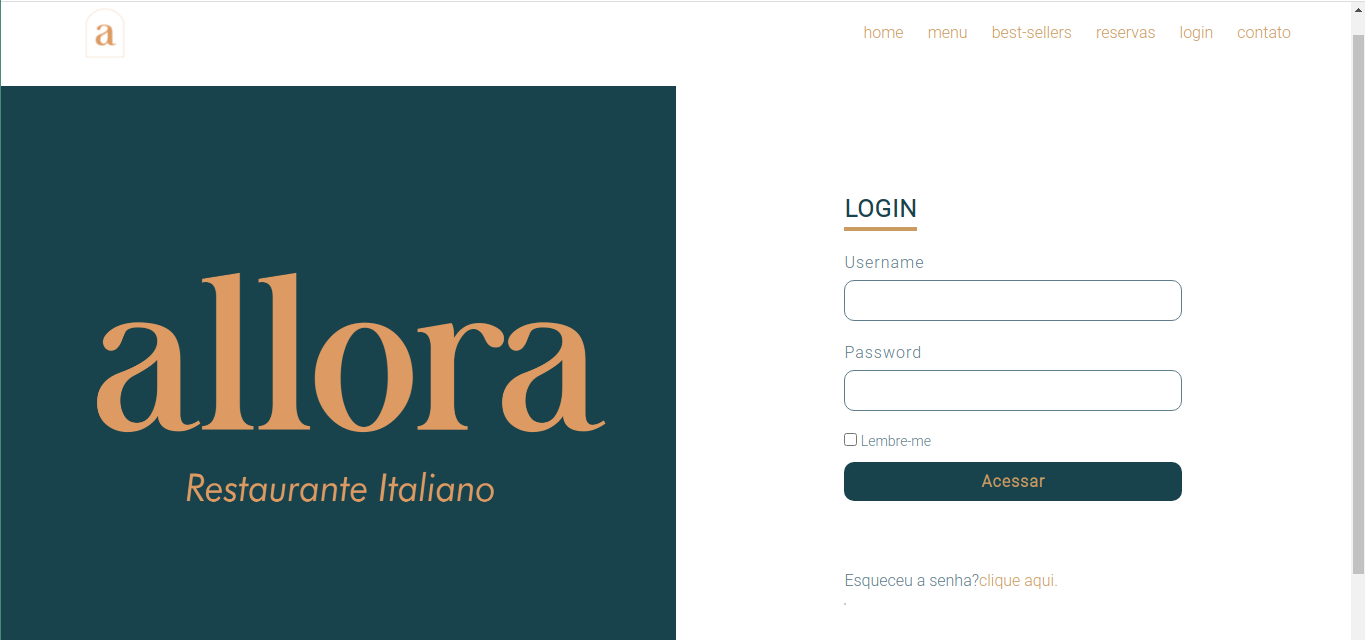 a
home menu best-sellers reservas login contato
allora
Restaurante Italiano
LOGIN
Username
Password
Lembre-me
Acessar
Esqueceu a senha?clique aqui.
.